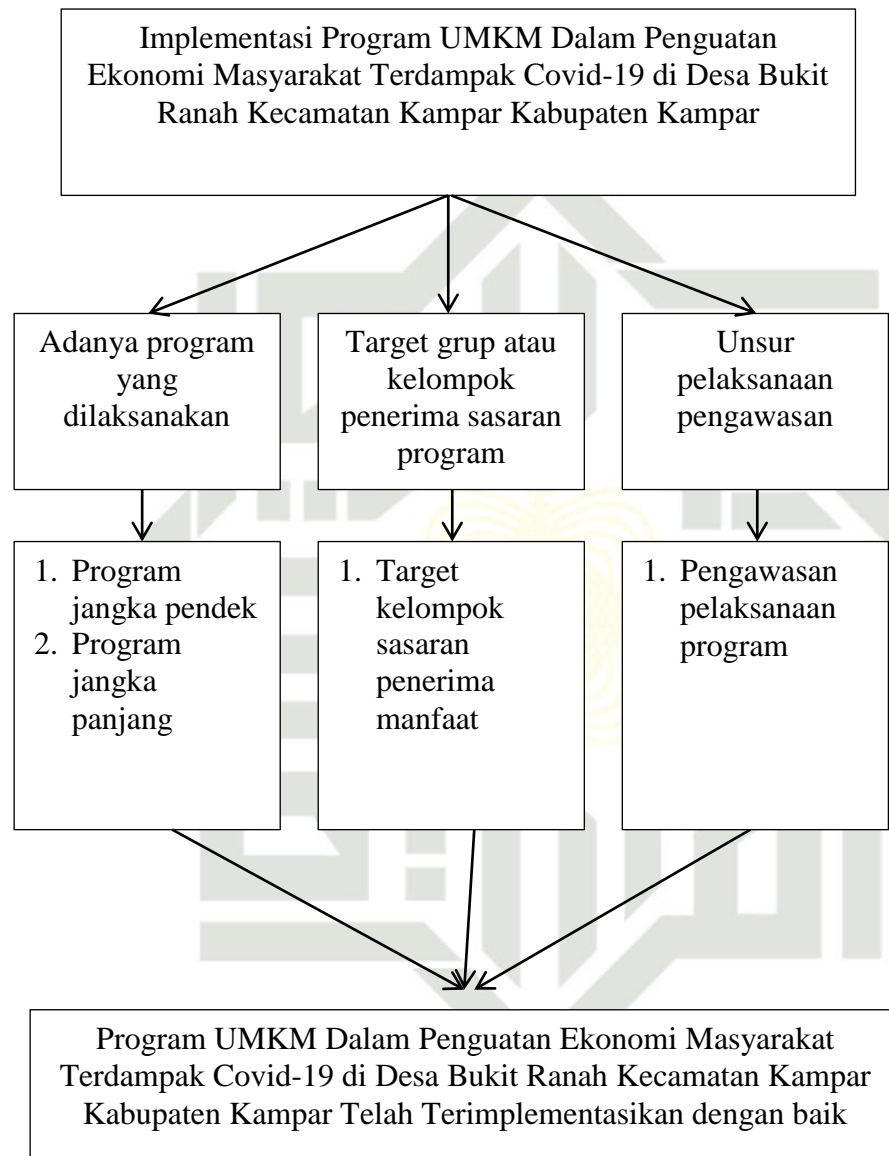 Implementasi Program UMKM Dalam Penguatan
Ekonomi Masyarakat Terdampak Covid-19 di Desa Bukit
Ranah Kecamatan Kampar Kabupaten Kampar
Adanya program
yang
dilaksanakan
Target grup atau
kelompok
penerima sasaran
program
Unsur
pelaksanaan
pengawasan
1. Program
jangka pendek
2. Program
jangka
panjang
1. Target
kelompok
sasaran
penerima
manfaat
1. Pengawasan
pelaksanaan
program
Program UMKM Dalam Penguatan Ekonomi Masyarakat
Terdampak Covid-19 di Desa Bukit Ranah Kecamatan Kampar
Kabupaten Kampar Telah Terimplementasikan dengan baik